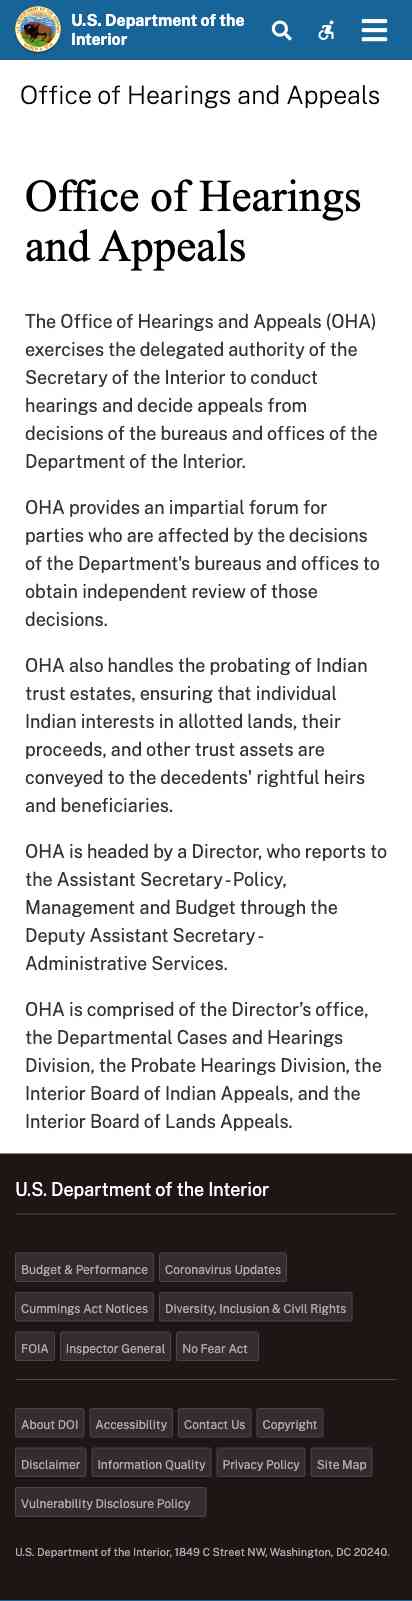 U.S. Department of the
Interior
Office of Hearings and Appeals
Office of Hearings
and Appeals
The Office of Hearings and Appeals (OHA)
exercises the delegated authority of the
Secretary of the Interior to conduct
hearings and decide appeals from
decisions of the bureaus and offices of the
Department of the Interior.
OHA provides an impartial forum for
parties who are affected by the decisions
of the Department's bureaus and offices to
obtain independent review of those
decisions.
OHA also handles the probating of Indian
trust estates, ensuring that individual
Indian interests in allotted lands, their
proceeds, and other trust assets are
conveyed to the decedents' rightful heirs
and beneficiaries.
OHA is headed by a Director, who reports to
the Assistant Secretary - Policy,
Management and Budget through the
Deputy Assistant Secretary -
Administrative Services.
OHA is comprised of the Director’s office,
the Departmental Cases and Hearings
Division, the Probate Hearings Division, the
Interior Board of Indian Appeals, and the
Interior Board of Lands Appeals.
U.S. Department of the Interior
Budget & Performance Coronavirus Updates
Cummings Act Notices Diversity, Inclusion & Civil Rights
FOIA Inspector General No Fear Act
About DOI Accessibility Contact Us Copyright
Disclaimer Information Quality Privacy Policy Site Map
Vulnerability Disclosure Policy
U.S. Department of the Interior, 1849 C Street NW, Washington, DC 20240.